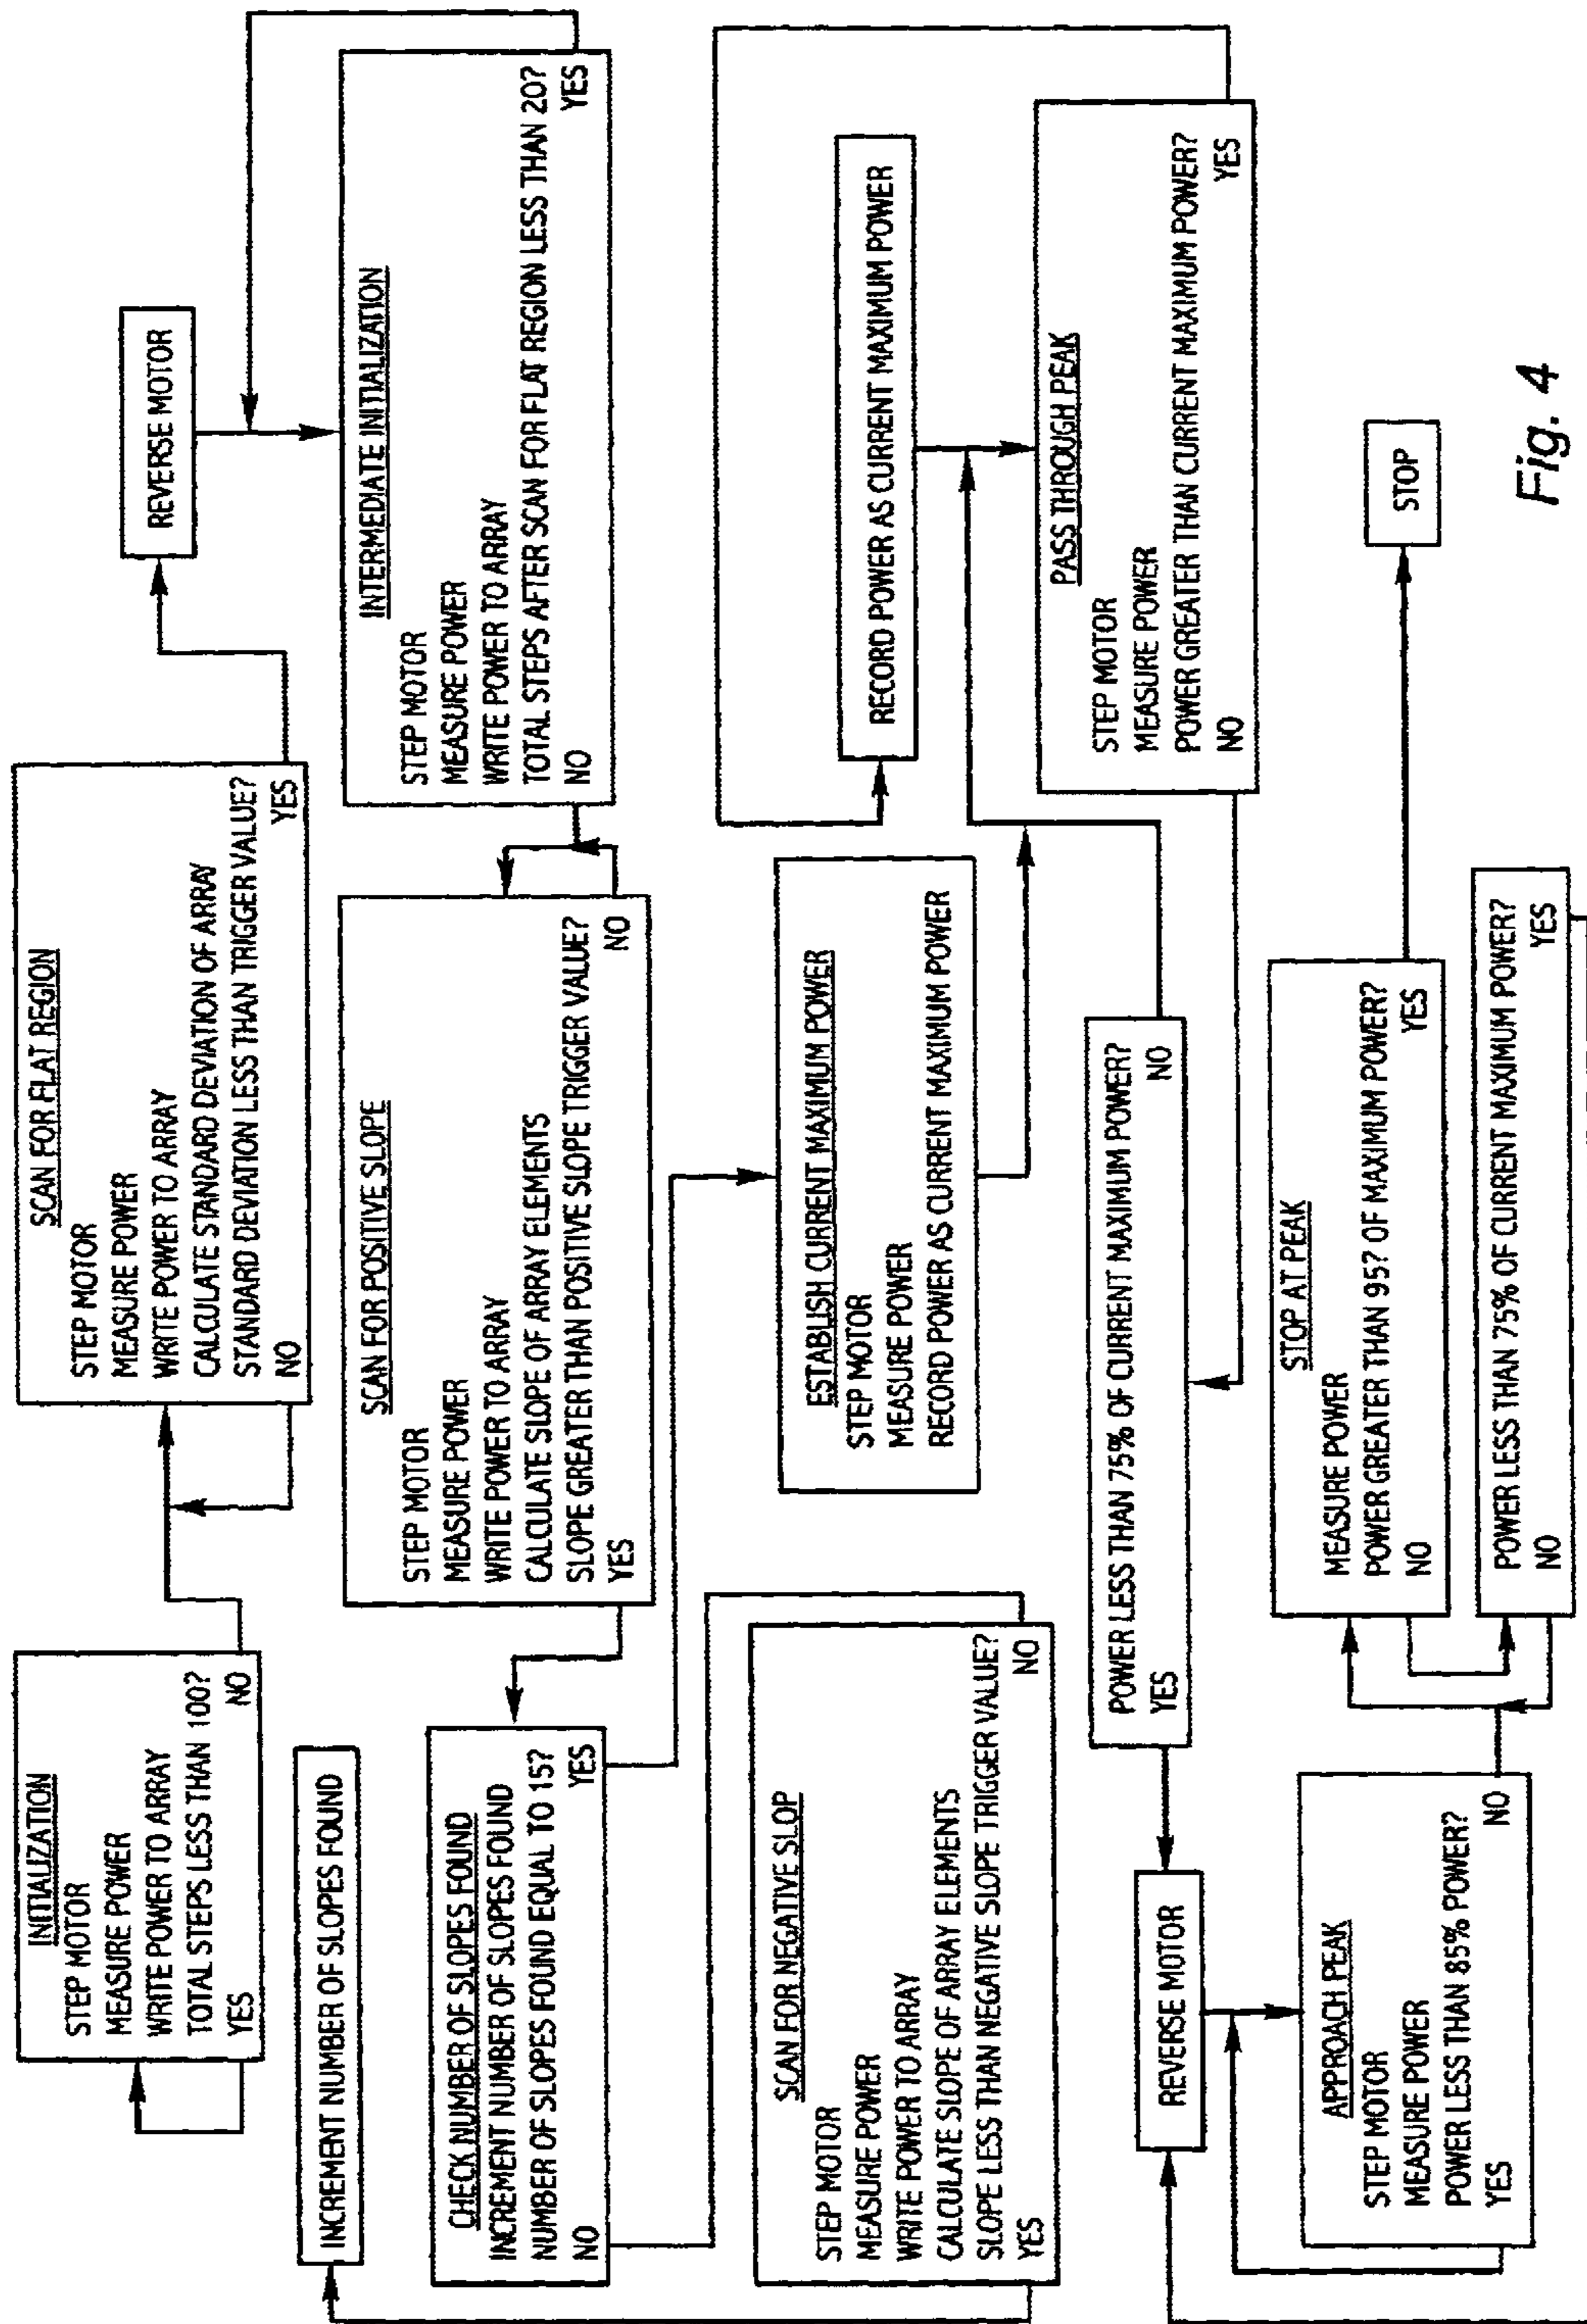 INITIALIZATION
STEP MOTOR
MEASURE POWER
WRITE POWER TO ARRAY
TOTAL STEPS LESS THAN 100?
YES NO
SCAN FOR FLAT REGION
STEP MOTOR
MEASURE POWER
WRITE POWER TO ARRAY
CALCULATE STANDARD DEVIATION OF ARRAY
STANDARD DEVIATION LESS THAN TRIGGER VALUE?
NO YES
REVERSE MOTOR
INCREMENT NUMBER OF SLOPES FOUND
CHECK NUMBER OF SLOPES FOUND
INCREMENT NUMBER OF SLOPES FOUND
NUMBER OF SLOPES FOUND EQUAL TO 15?
NO YES
SCAN FOR POSITIVE SLOPE
STEP MOTOR
MEASURE POWER
WRITE POWER TO ARRAY
CALCULATE SLOPE OF ARRAY ELEMENTS
SLOPE GREATER THAN POSITIVE SLOPE TRIGGER VALUE?
YES NO
INTERMEDIATE INITIALIZATION
STEP MOTOR
MEASURE POWER
WRITE POWER TO ARRAY
TOTAL STEPS AFTER SCAN FOR FLAT REGION LESS THAN 20?
NO YES
SCAN FOR NEGATIVE SLOP
STEP MOTOR
MEASURE POWER
WRITE POWER TO ARRAY
CALCULATE SLOPE OF ARRAY ELEMENTS
SLOPE LESS THAN NEGATIVE SLOPE TRIGGER VALUE?
YES NO
ESTABLISH CURRENT MAXIMUM POWER
STEP MOTOR
MEASURE POWER
RECORD POWER AS CURRENT MAXIMUM POWER
RECORD POWER AS CURRENT MAXIMUM POWER
PASS THROUGH PEAK
STEP MOTOR
MEASURE POWER
POWER GREATER THAN CURRENT MAXIMUM POWER?
NO YES
POWER LESS THAN 75% OF CURRENT MAXIMUM POWER?
YES NO
REVERSE MOTOR
APPROACH PEAK
STEP MOTOR
MEASURE POWER
POWER LESS THAN 85% POWER?
YES NO
STOP AT PEAK
MEASURE POWER
POWER GREATER THAN 95? OF MAXIMUM POWER?
NO YES
STOP
POWER LESS THAN 75% OF CURRENT MAXIMUM POWER?
NO YES
Fig. 4